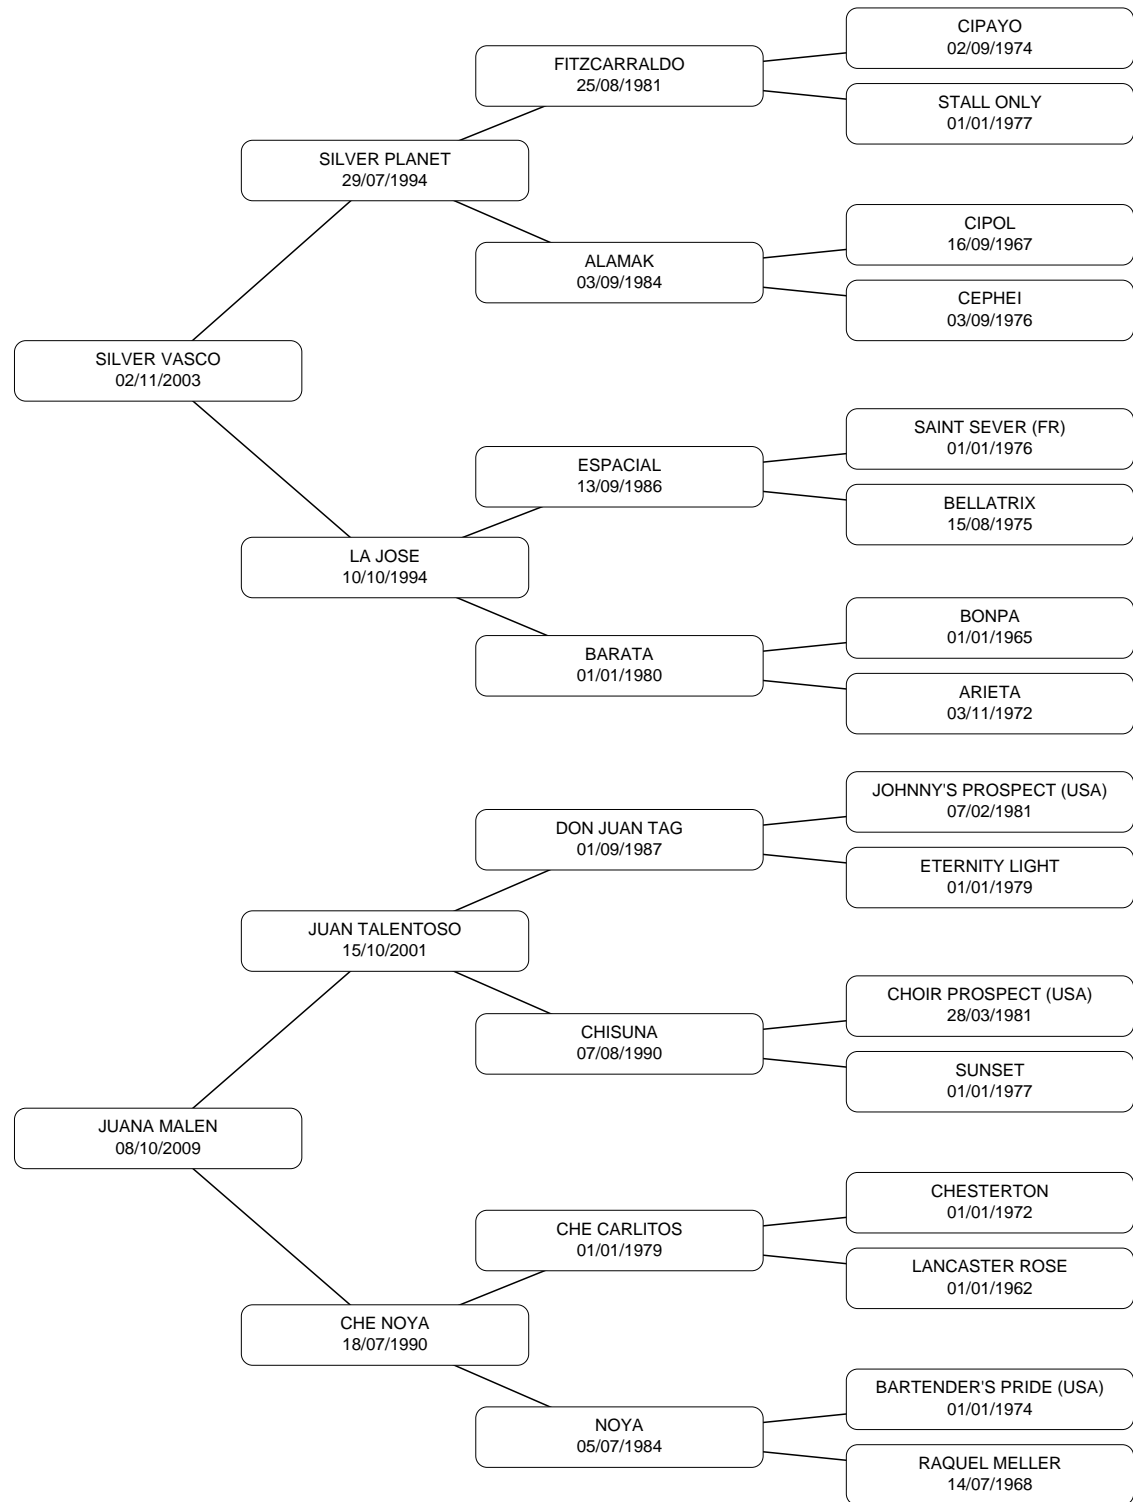 CIPAYO
02/09/1974
FITZCARRALDO
25/08/1981
STALL ONLY
01/01/1977
SILVER PLANET
29/07/1994
CIPOL
16/09/1967
ALAMAK
03/09/1984
CEPHEI
03/09/1976
SILVER VASCO
02/11/2003
SAINT SEVER (FR)
01/01/1976
ESPACIAL
13/09/1986
BELLATRIX
15/08/1975
LA JOSE
10/10/1994
BONPA
01/01/1965
BARATA
01/01/1980
ARIETA
03/11/1972
JOHNNY'S PROSPECT (USA)
07/02/1981
DON JUAN TAG
01/09/1987
ETERNITY LIGHT
01/01/1979
JUAN TALENTOSO
15/10/2001
CHOIR PROSPECT (USA)
28/03/1981
CHISUNA
07/08/1990
SUNSET
01/01/1977
JUANA MALEN
08/10/2009
CHESTERTON
01/01/1972
CHE CARLITOS
01/01/1979
LANCASTER ROSE
01/01/1962
CHE NOYA
18/07/1990
BARTENDER'S PRIDE (USA)
01/01/1974
NOYA
05/07/1984
RAQUEL MELLER
14/07/1968